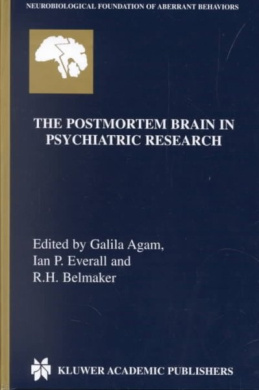 NEUROBIOLOGICAL FOUNDATION OF ABERRANT BEHAVIORS
THE POSTMORTEM BRAIN IN
PSYCHIATRIC RESEARCH
Edited by Galila Agam,
Ian P. Everall and
R.H. Belmaker
KLUWER ACADEMIC PUBLISHERS